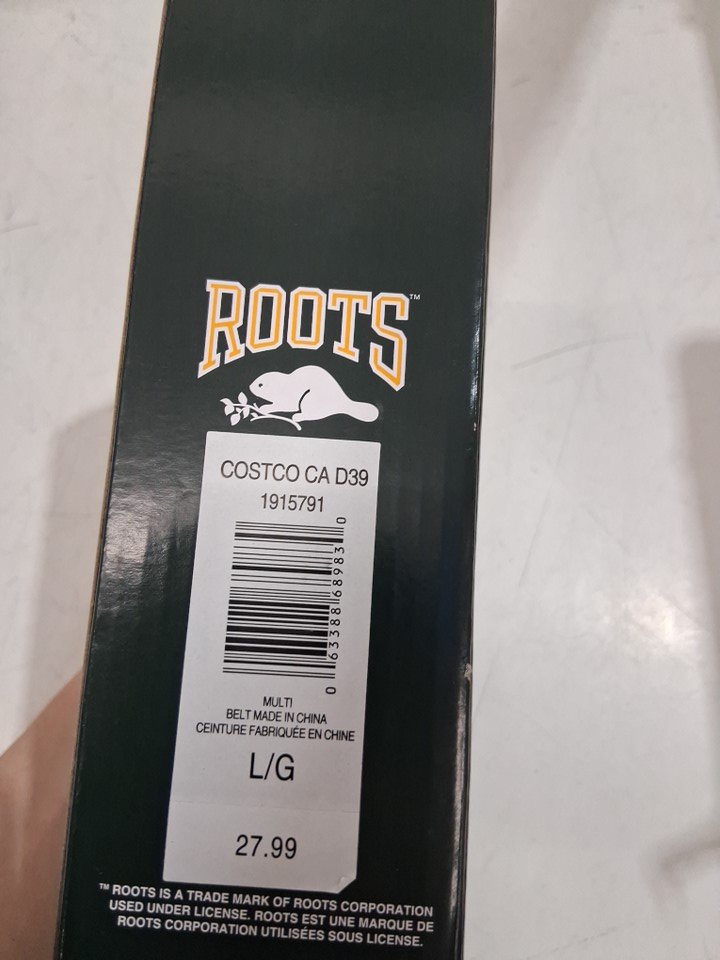 ROOTS™
COSTCO CA D39
1915791
0 63388 68983 0
MULTI
BELT MADE IN CHINA
CEINTURE FABRIQUÉE EN CHINE
L/G
27.99
™ ROOTS IS A TRADE MARK OF ROOTS CORPORATION
USED UNDER LICENSE. ROOTS EST UNE MARQUE DE
ROOTS CORPORATION UTILISÉES SOUS LICENSE.